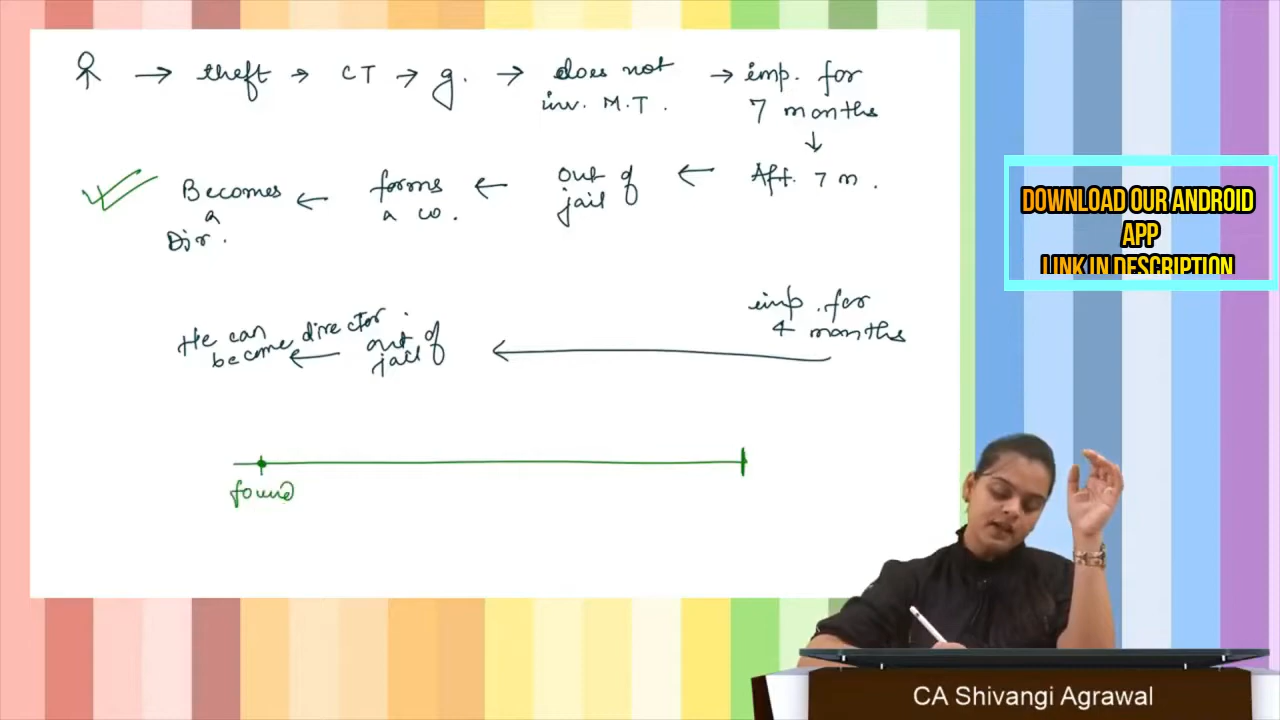 → theft → CT → g. → does not → imp. for
inv. M.T. 7 months
↓
Becomes ← forms ← out of ← Aft. 7 m.
a a co. jail
Dir.
DOWNLOAD OUR ANDROID
APP
LINK IN DESCRIPTION
imp. for
4 months
He can
become director.
← out of ←
jail
found
CA Shivangi Agrawal